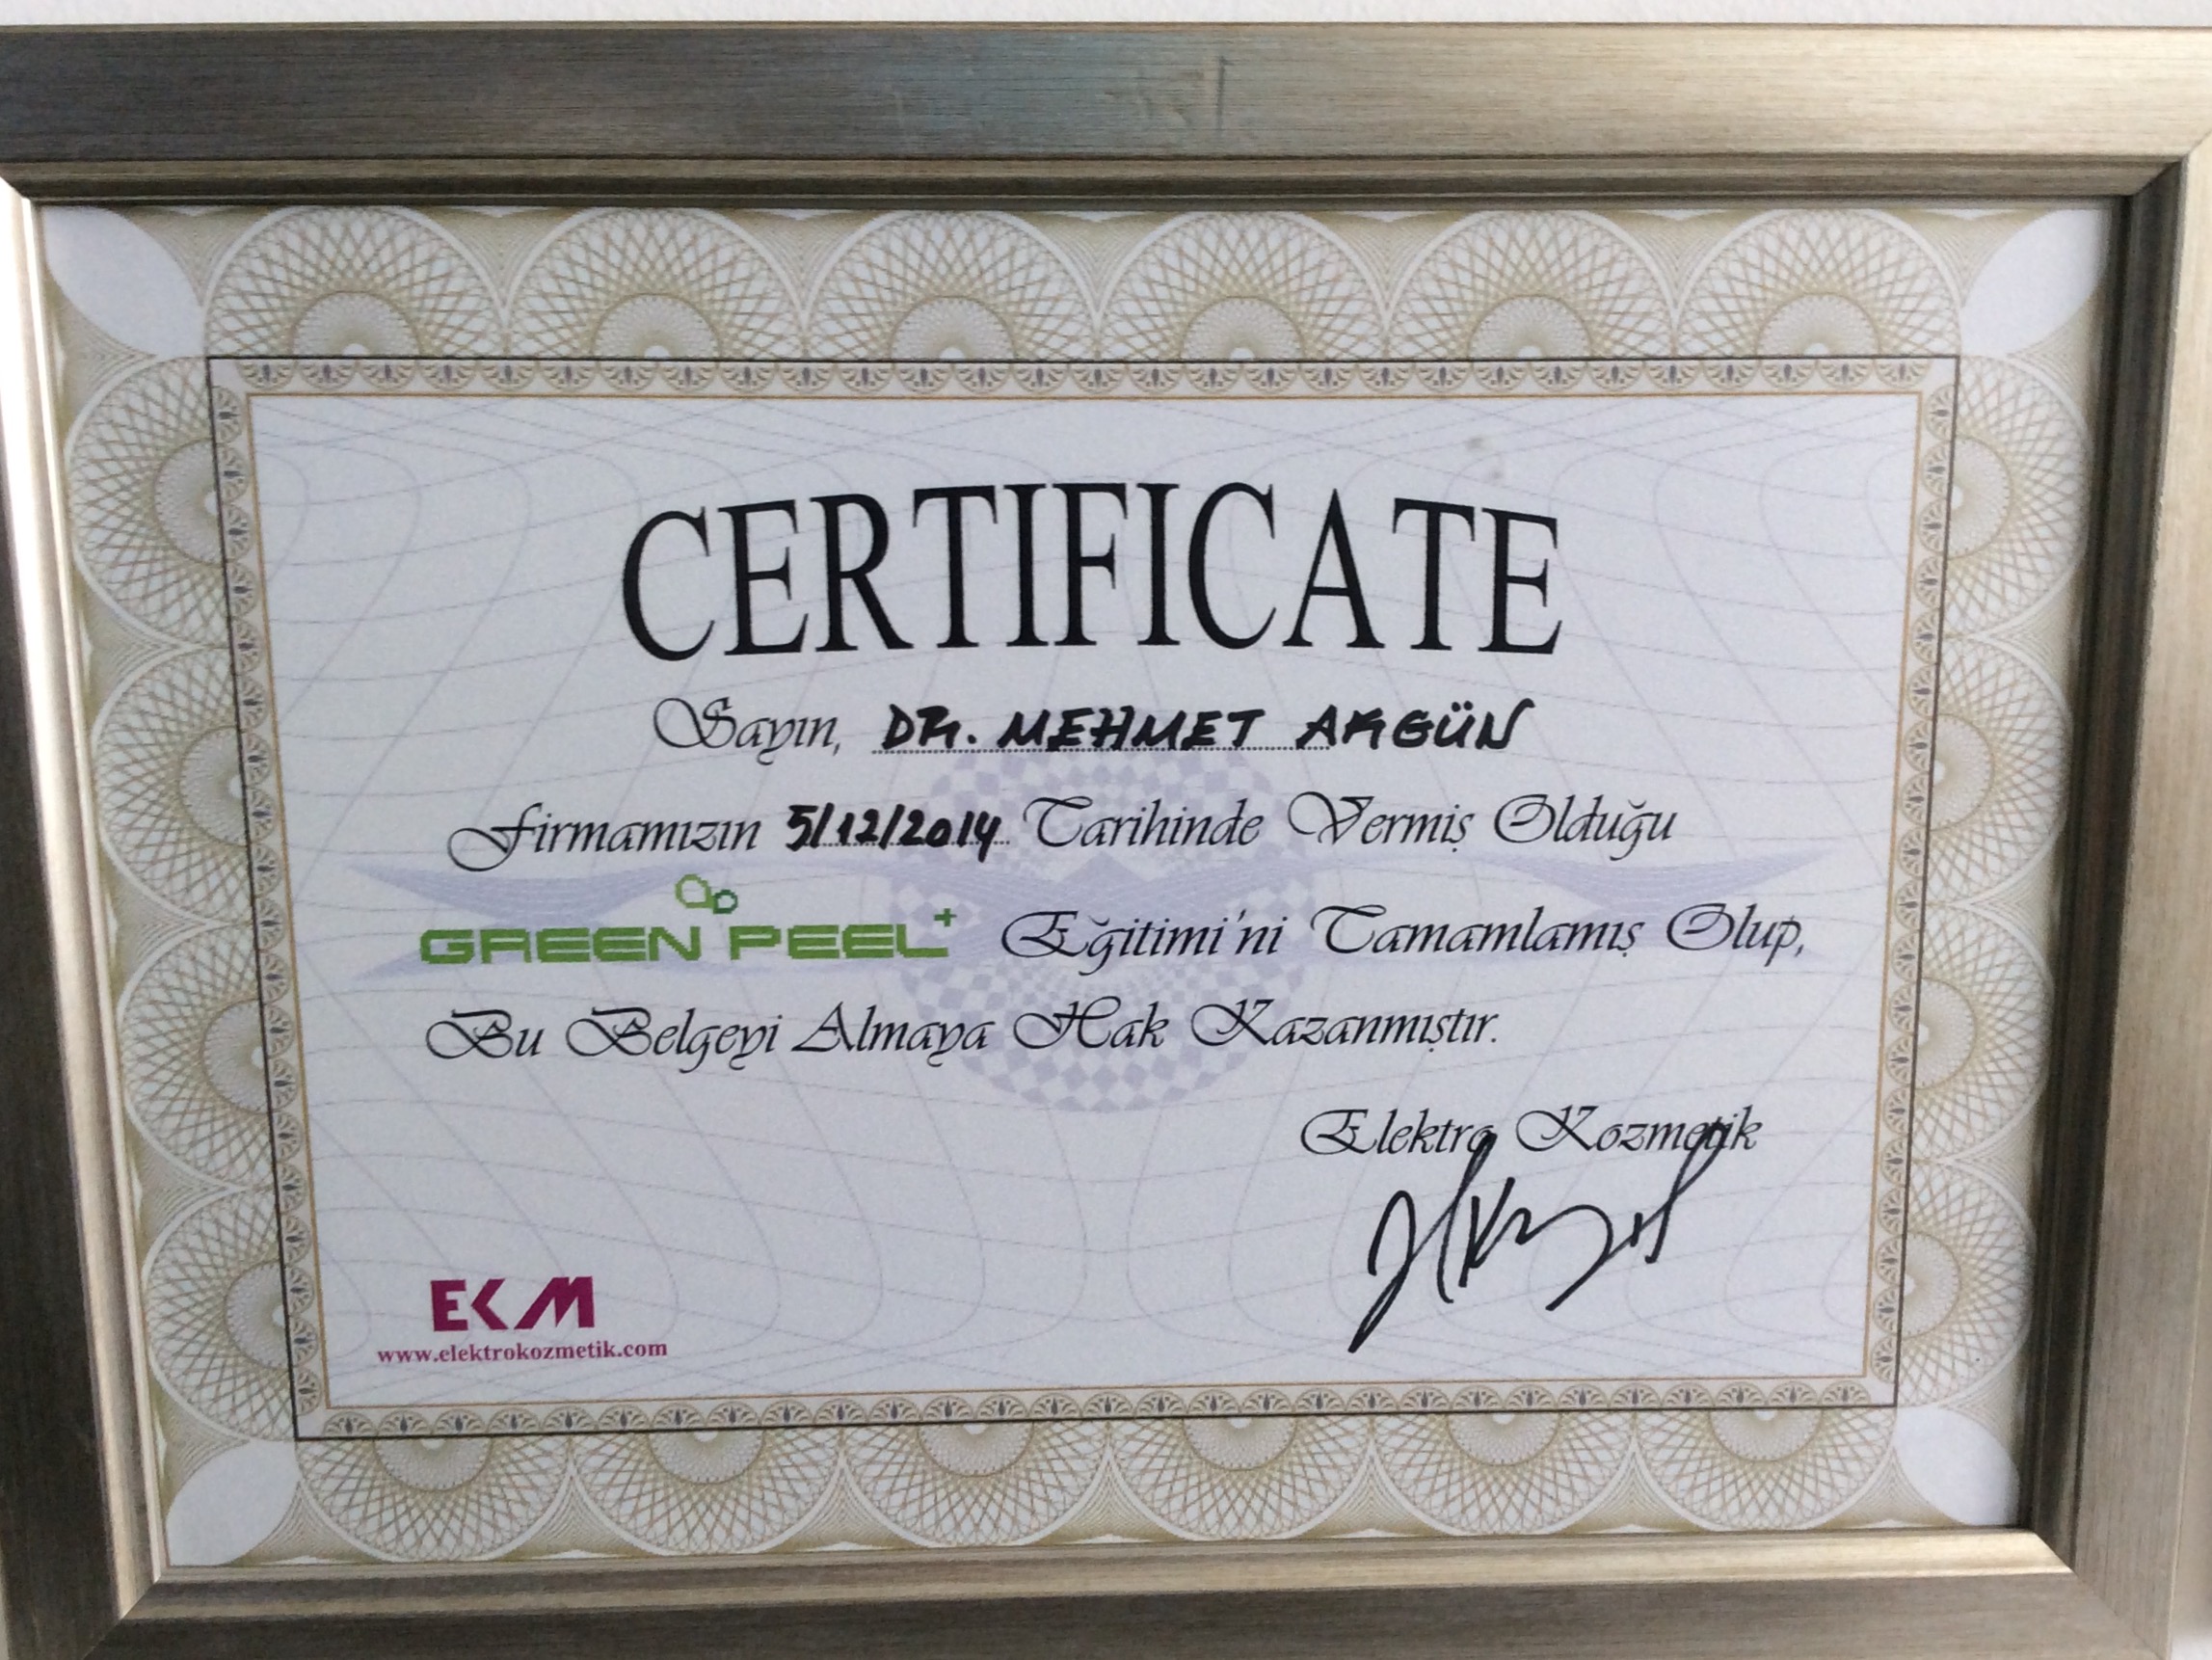 CERTIFICATE
Sayın, DR. MEHMET AKGÜN
Firmamızın 5/12/2014 Tarihinde Vermiş Olduğu
GREEN PEEL+ Eğitimi'ni Tamamlamış Olup,
Bu Belgeyi Almaya Hak Kazanmıştır.
Elektro Kozmetik
EKM
www.elektrokozmetik.com